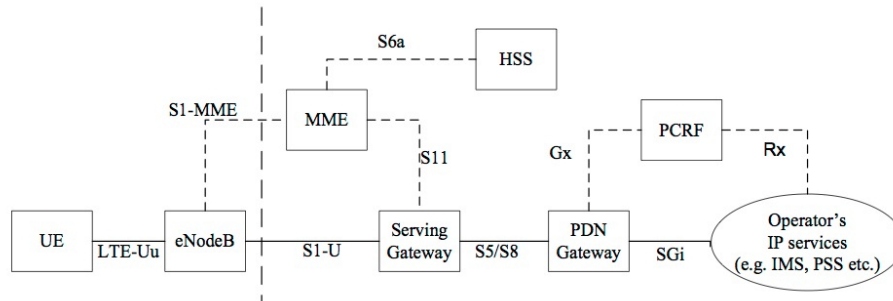 S6a
HSS
S1-MME
MME
PCRF
S11
Gx
Rx
UE
LTE-Uu
eNodeB
S1-U
Serving
Gateway
S5/S8
PDN
Gateway
SGi
Operator’s
IP services
(e.g. IMS, PSS etc.)